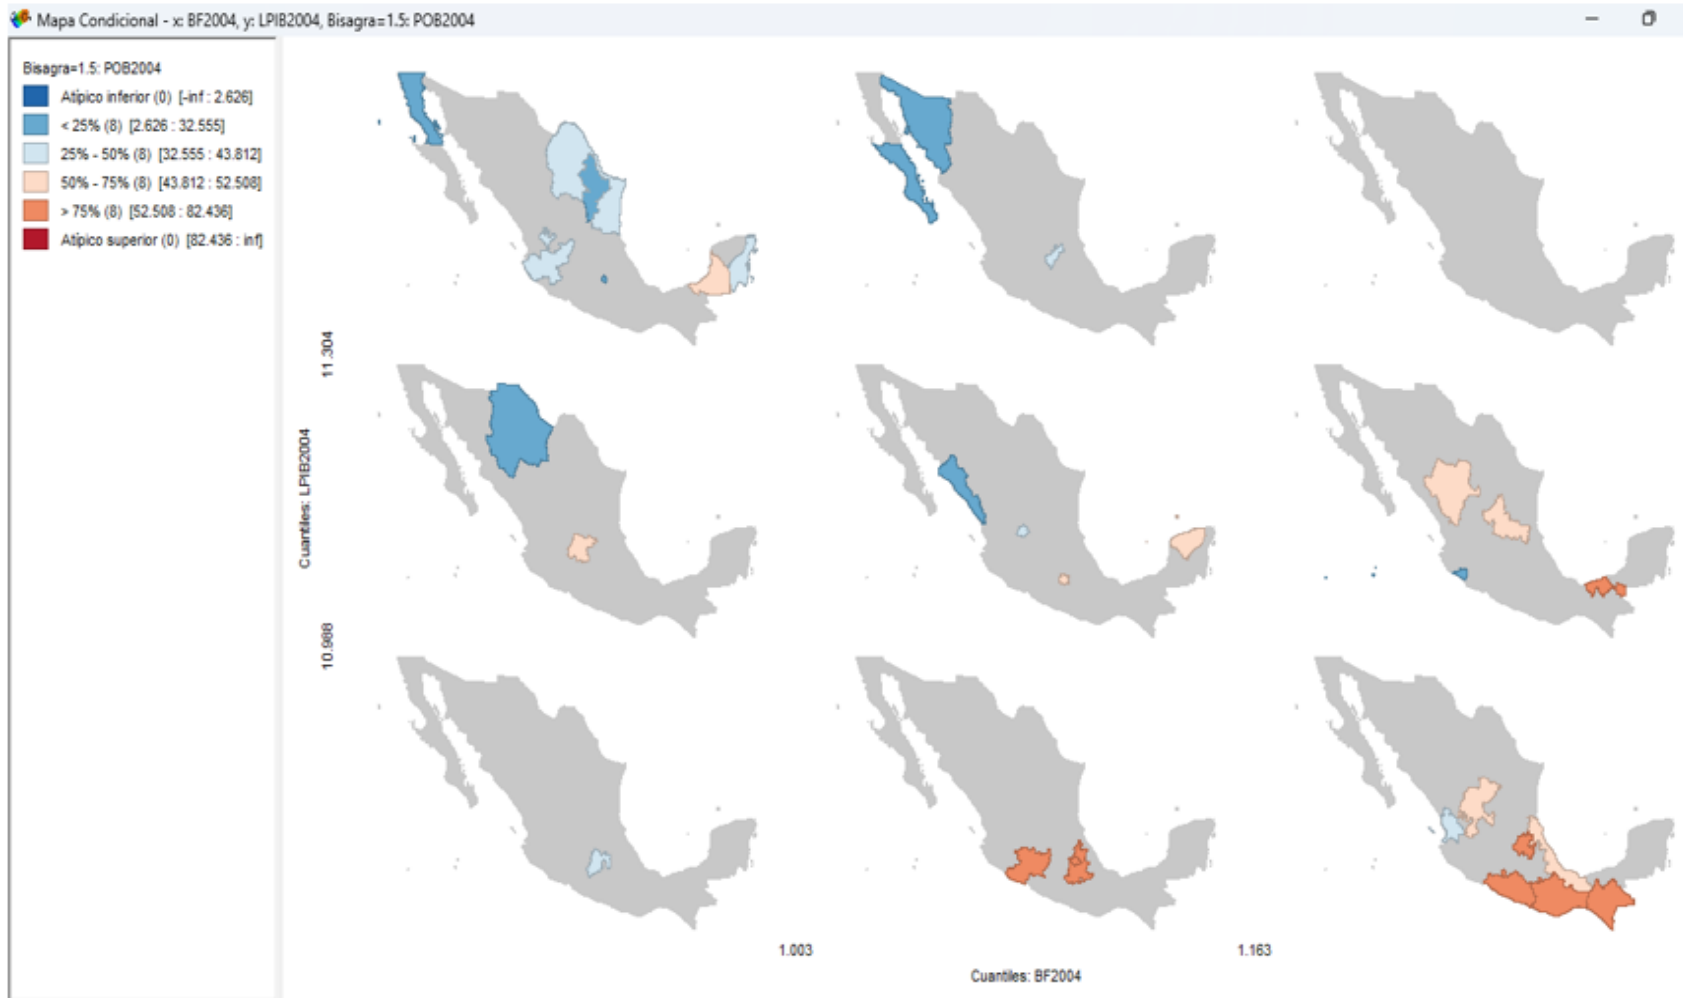 Mapa Condicional - x: BF2004, y: LPIB2004, Bisagra=1.5: POB2004
Bisagra=1.5: POB2004
Atípico inferior (0) [-inf : 2.626]
< 25% (8) [2.626 : 32.555]
25% - 50% (8) [32.555 : 43.812]
50% - 75% (8) [43.812 : 52.508]
> 75% (8) [52.508 : 82.436]
Atípico superior (0) [82.436 : inf]
11.304
Cuantiles: LPIB2004
10.988
1.003
1.163
Cuantiles: BF2004